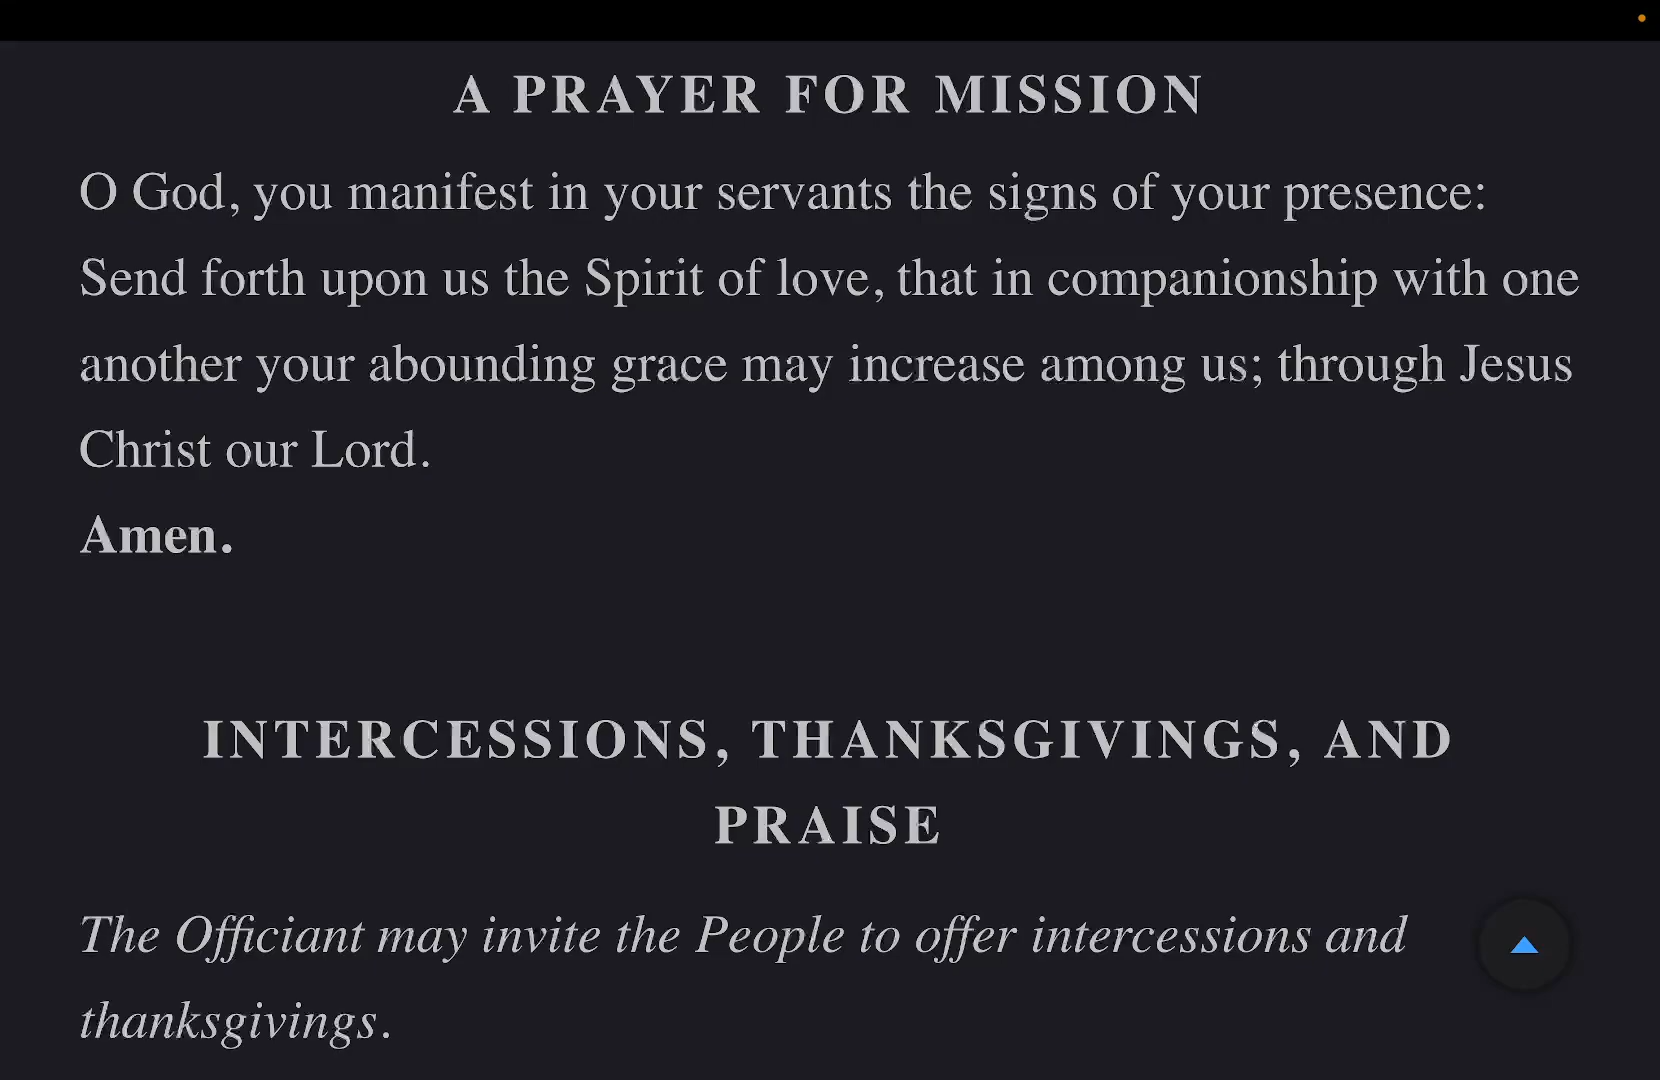 A PRAYER FOR MISSION
O God, you manifest in your servants the signs of your presence:
Send forth upon us the Spirit of love, that in companionship with one
another your abounding grace may increase among us; through Jesus
Christ our Lord.
Amen.
INTERCESSIONS, THANKSGIVINGS, AND
PRAISE
The Officiant may invite the People to offer intercessions and
thanksgivings.